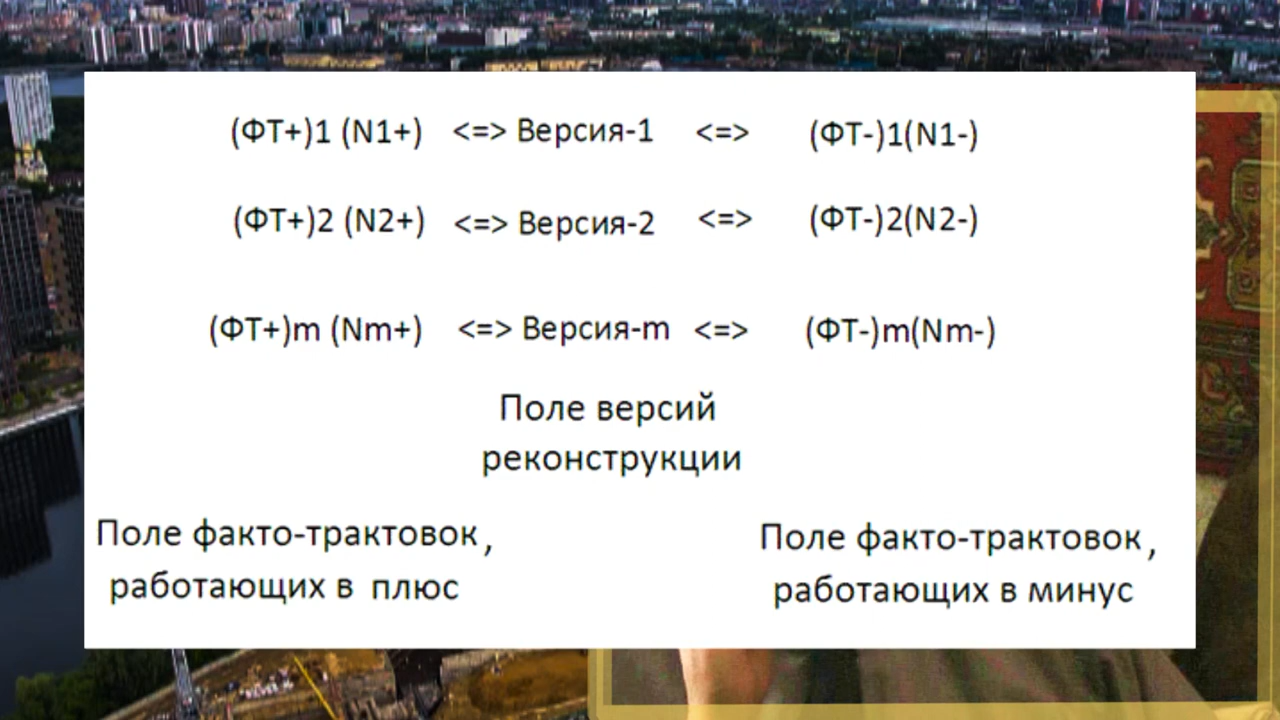 (ФТ+)1 (N1+) <=> Версия-1 <=> (ФТ-)1(N1-)
(ФТ+)2 (N2+) <=> Версия-2 <=> (ФТ-)2(N2-)
(ФТ+)m (Nm+) <=> Версия-m <=> (ФТ-)m(Nm-)
Поле версий
реконструкции
Поле факто-трактовок,
работающих в плюс
Поле факто-трактовок,
работающих в минус